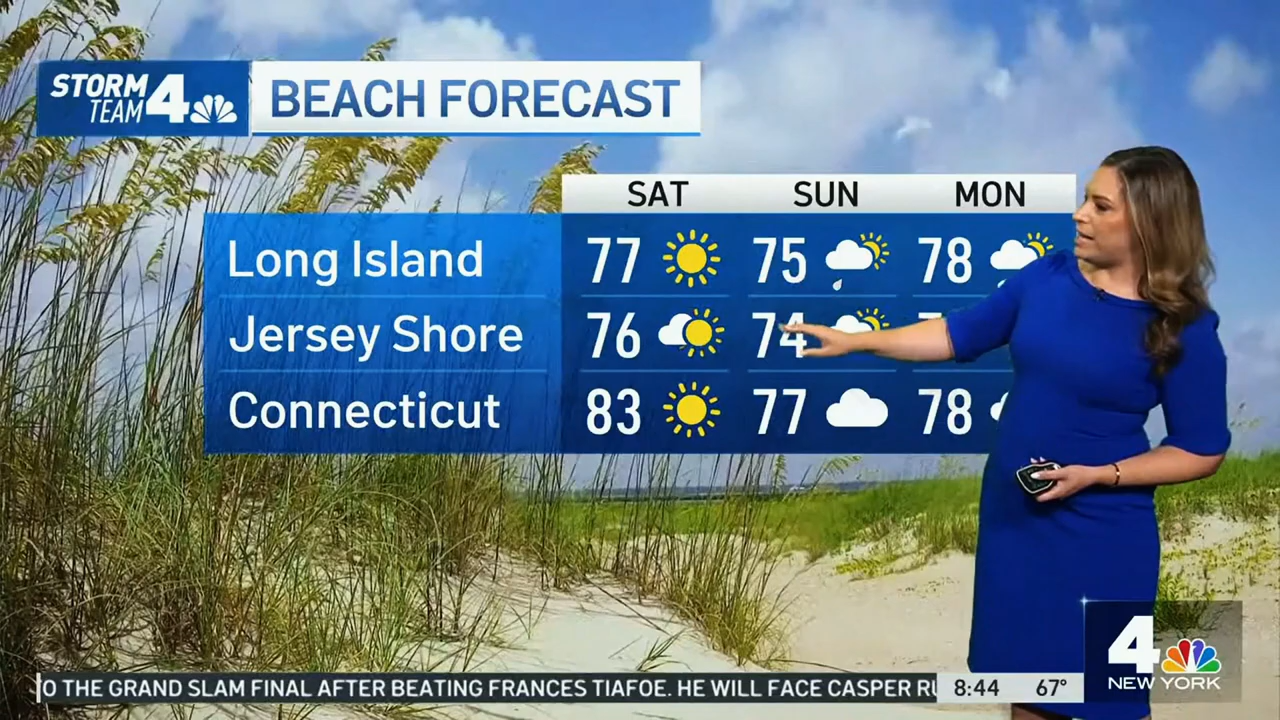 STORM TEAM 4
BEACH FORECAST
SAT SUN MON
Long Island 77 75 78
Jersey Shore 76 74
Connecticut 83 77 78
4
NEW YORK
O THE GRAND SLAM FINAL AFTER BEATING FRANCES TIAFOE. HE WILL FACE CASPER 8:44 67°